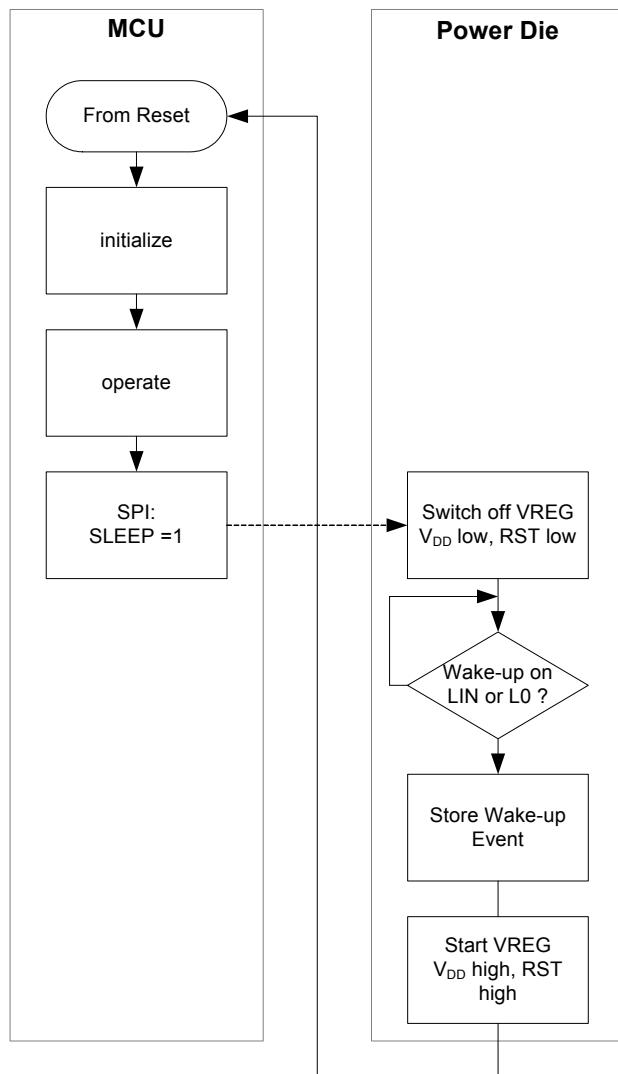 MCU
From Reset
initialize
operate
SPI:
SLEEP =1
Power Die
Switch off VREG
VDD low, RST low
Wake-up on
LIN or L0 ?
Store Wake-up
Event
Start VREG
VDD high, RST
high